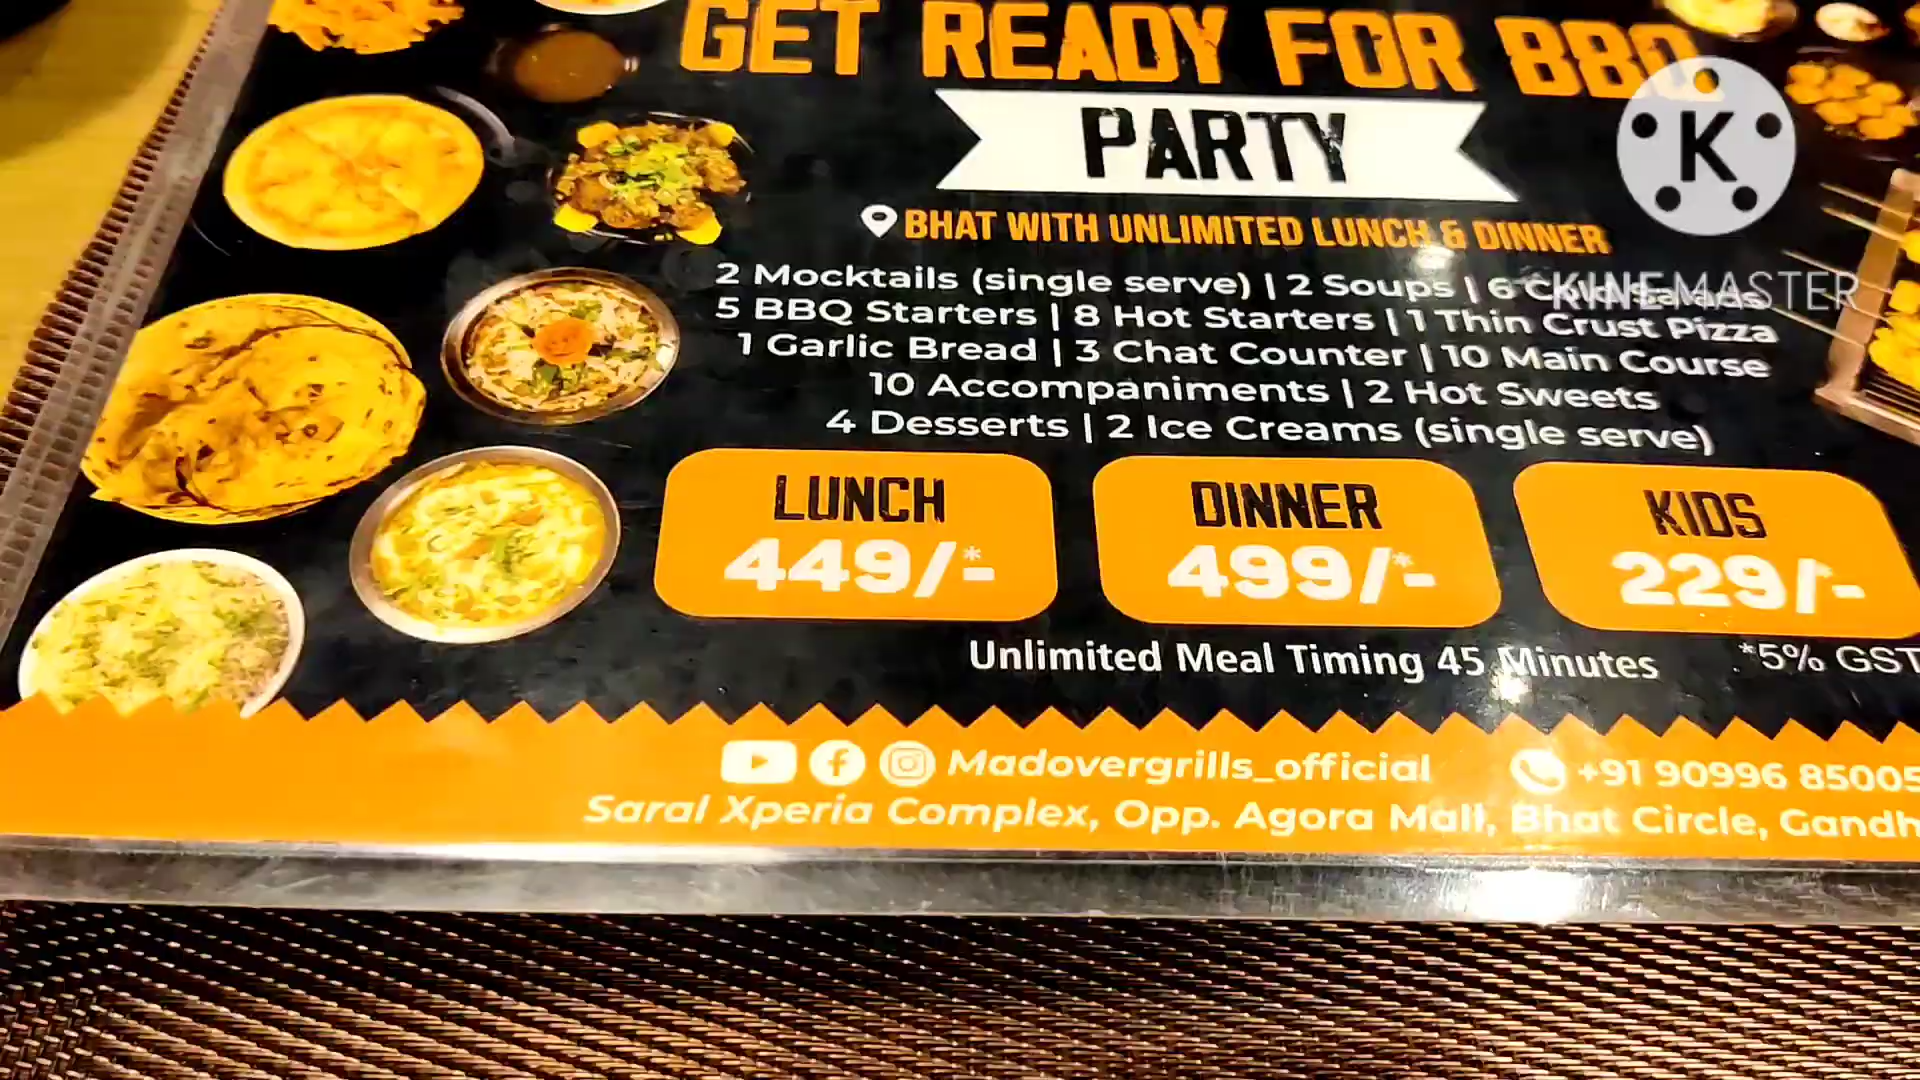 GET READY FOR BBQ
PARTY
BHAT WITH UNLIMITED LUNCH & DINNER
2 Mocktails (single serve) | 2 Soups | 6 Cold Salads
5 BBQ Starters | 8 Hot Starters | 1 Thin Crust Pizza
1 Garlic Bread | 3 Chat Counter | 10 Main Course
10 Accompaniments | 2 Hot Sweets
4 Desserts | 2 Ice Creams (single serve)
LUNCH
449/-*
DINNER
499/-*
KIDS
229/-*
Unlimited Meal Timing 45 Minutes
*5% GST
Madovergrills_official
+91 90996 85005
Saral Xperia Complex, Opp. Agora Mall, Bhat Circle, Gandh
K
KINEMASTER